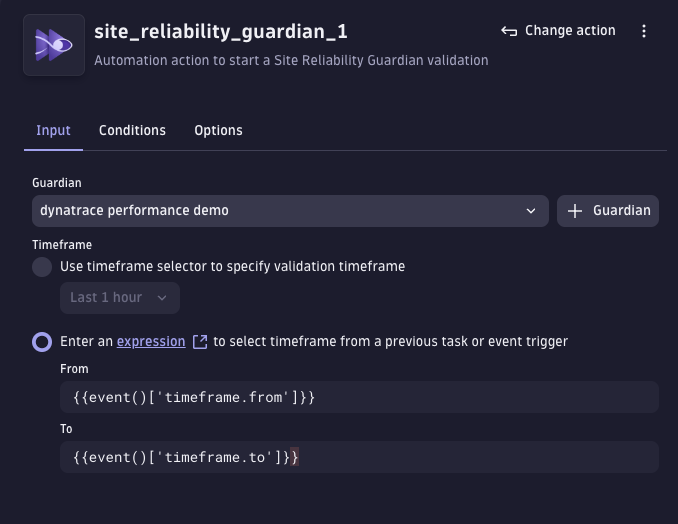 site_reliability_guardian_1
Change action
Automation action to start a Site Reliability Guardian validation
Input Conditions Options
Guardian
dynatrace performance demo
Guardian
Timeframe
Use timeframe selector to specify validation timeframe
Last 1 hour
Enter an expression to select timeframe from a previous task or event trigger
From
{{event()['timeframe.from']}}
To
{{event()['timeframe.to']}}